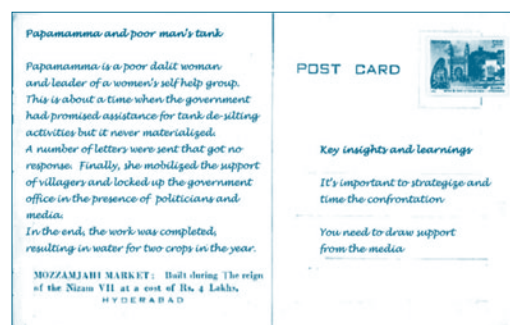 Papamamma and poor man's tank
Papamamma is a poor dalit woman
and leader of a women's self help group.
This is about a time when the government
had promised assistance for tank de-silting
activities but it never materialized.
A number of letters were sent that got no
response. Finally, she mobilized the support
of villagers and locked up the government
office in the presence of politicians and
media.
In the end, the work was completed,
resulting in water for two crops in the year.
MOZZAMJAHI MARKET: Built during The reign
of the Nizam VII at a cost of Rs. 4 Lakhs.
HYDERABAD
POST CARD
Key insights and learnings
It's important to strategize and
time the confrontation
You need to draw support
from the media